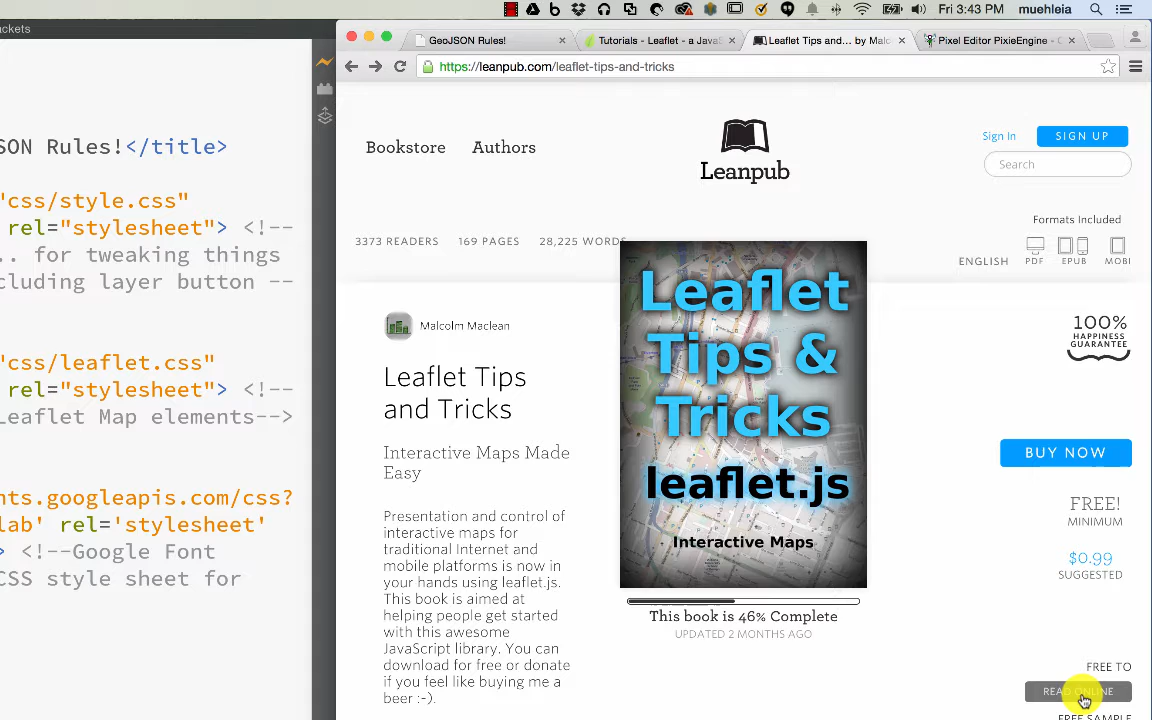 Fri 3:43 PM muehleia
ckets
GeoJSON Rules!
Tutorials - Leaflet - a JavaS
Leaflet Tips and... by Malc
Pixel Editor PixieEngine - C
https://leanpub.com/leaflet-tips-and-tricks
SON Rules!</title>
"css/style.css"
rel="stylesheet"> <!--
.. for tweaking things
cluding layer button --
"css/leaflet.css"
rel="stylesheet"> <!--
Leaflet Map elements-->
nts.googleapis.com/css?
lab' rel='stylesheet'
> <!--Google Font
CSS style sheet for
Bookstore Authors
Leanpub
Sign In SIGN UP
Search
3373 READERS 169 PAGES 28,225 WORDS
Formats Included
ENGLISH PDF EPUB MOBI
Malcolm Maclean
Leaflet Tips
and Tricks
Interactive Maps Made
Easy
Presentation and control of
interactive maps for
traditional Internet and
mobile platforms is now in
your hands using leaflet.js.
This book is aimed at
helping people get started
with this awesome
JavaScript library. You can
download for free or donate
if you feel like buying me a
beer :-).
Leaflet
Tips &
Tricks
leaflet.js
Interactive Maps
This book is 46% Complete
UPDATED 2 MONTHS AGO
100%
HAPPINESS
GUARANTEE
BUY NOW
FREE!
MINIMUM
$0.99
SUGGESTED
FREE TO
READ ONLINE
FREE SAMPLE